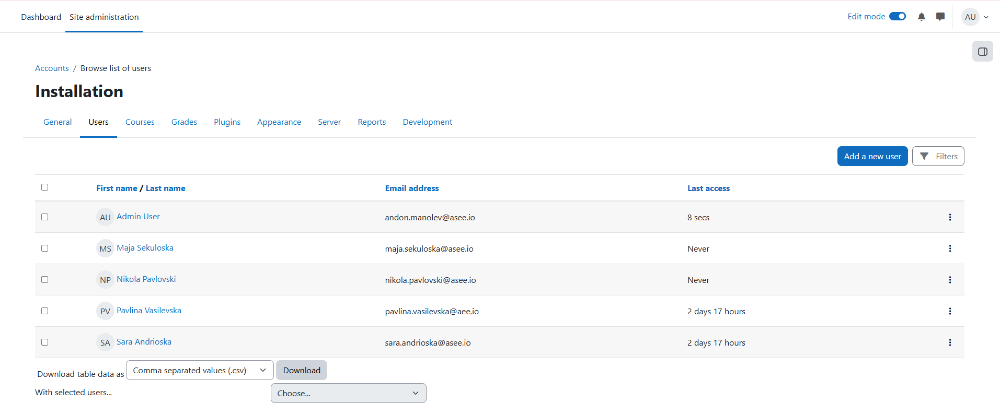 Dashboard Site administration Edit mode AU
Accounts / Browse list of users
Installation
General Users Courses Grades Plugins Appearance Server Reports Development
Add a new user Filters
First name / Last name Email address Last access
AU Admin User andon.manolev@asee.io 8 secs
MS Maja Sekuloska maja.sekuloska@asee.io Never
NP Nikola Pavlovski nikola.pavlovski@asee.io Never
PV Pavlina Vasilevska pavlina.vasilevska@aee.io 2 days 17 hours
SA Sara Andrioska sara.andrioska@asee.io 2 days 17 hours
Download table data as Comma separated values (.csv) Download
With selected users... Choose...